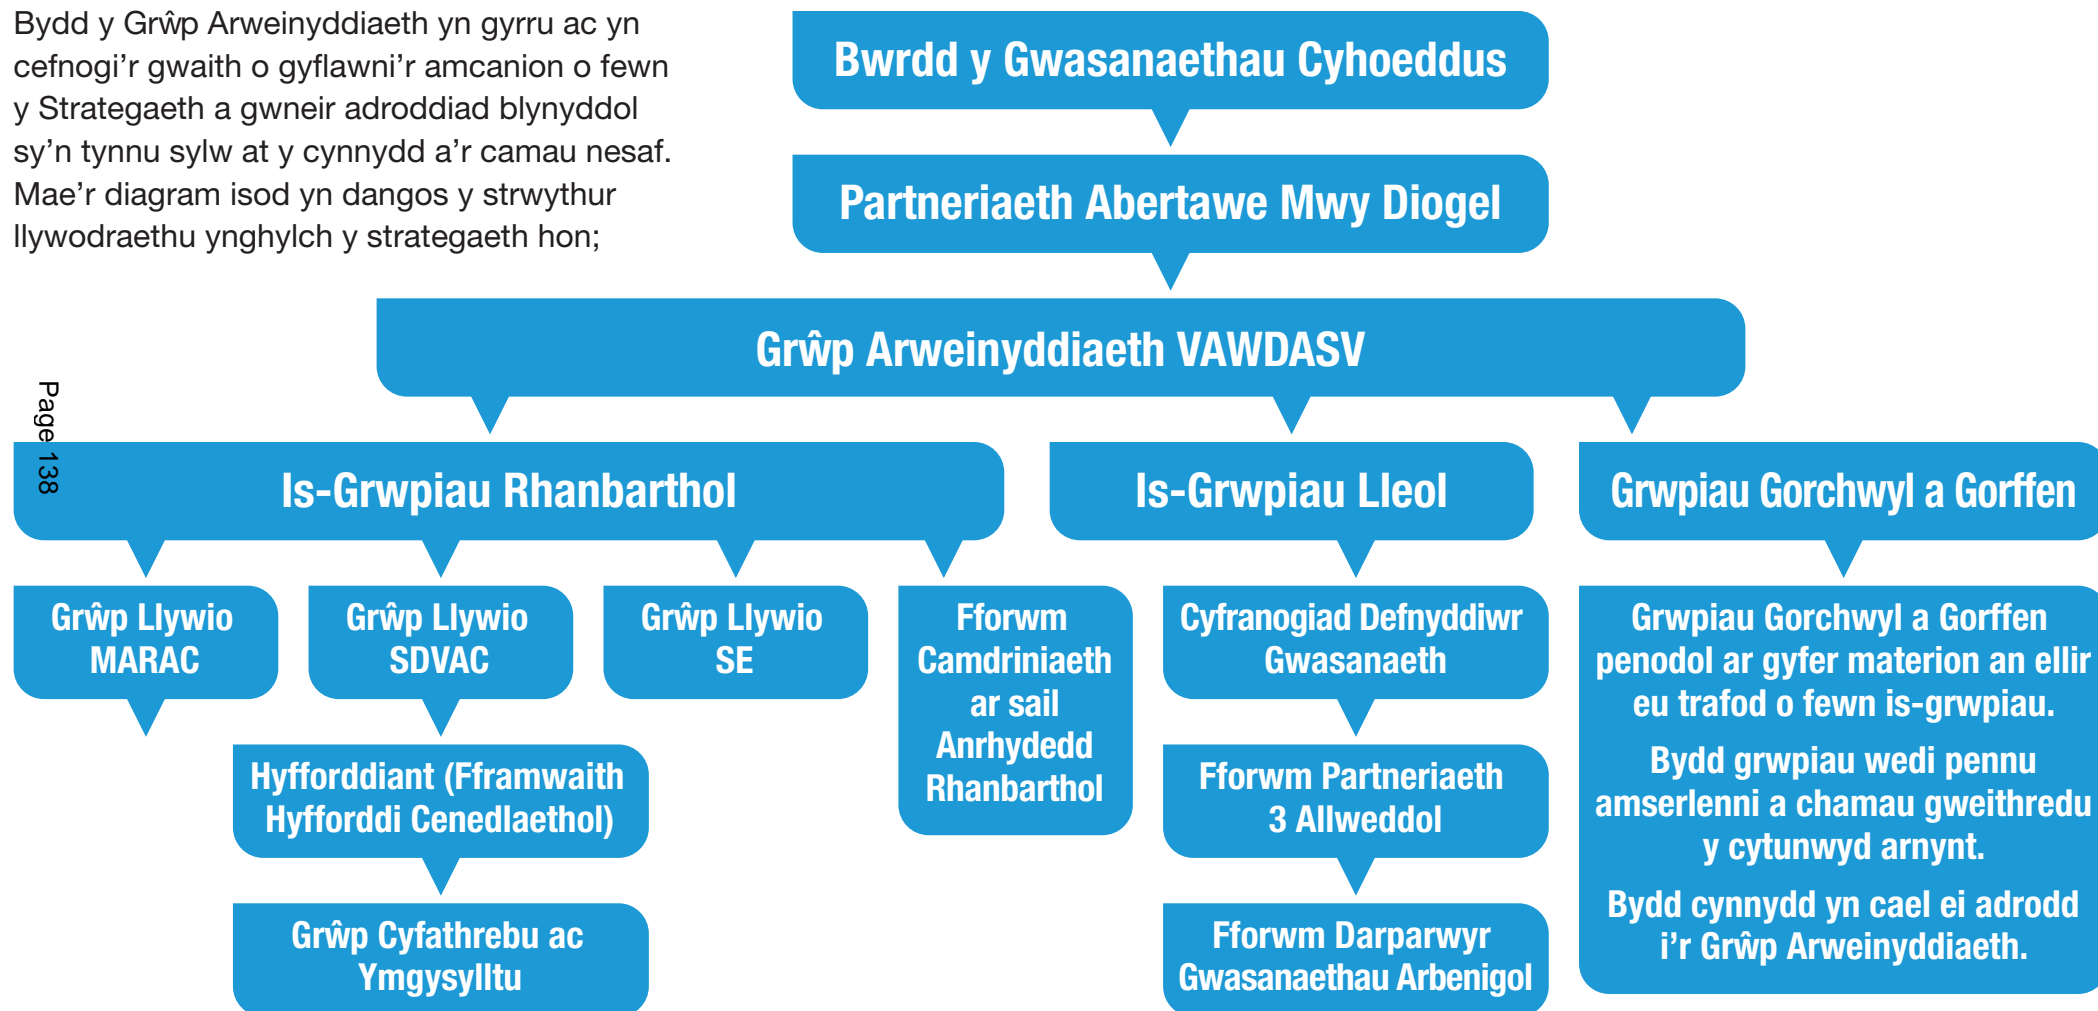 Bydd y Grŵp Arweinyddiaeth yn gyrru ac yn
cefnogi’r gwaith o gyflawni’r amcanion o fewn
y Strategaeth a gwneir adroddiad blynyddol
sy’n tynnu sylw at y cynnydd a’r camau nesaf.
Mae’r diagram isod yn dangos y strwythur
llywodraethu ynghylch y strategaeth hon;
Bwrdd y Gwasanaethau Cyhoeddus
Partneriaeth Abertawe Mwy Diogel
Grŵp Arweinyddiaeth VAWDASV
Page 138
Is-Grwpiau Rhanbarthol
Is-Grwpiau Lleol
Grwpiau Gorchwyl a Gorffen
Grŵp Llywio
MARAC
Grŵp Llywio
SDVAC
Grŵp Llywio
SE
Fforwm
Camdriniaeth
ar sail
Anrhydedd
Rhanbarthol
Hyfforddiant (Fframwaith
Hyfforddi Cenedlaethol)
Grŵp Cyfathrebu ac
Ymgysylltu
Cyfranogiad Defnyddiwr
Gwasanaeth
Fforwm Partneriaeth
3 Allweddol
Fforwm Darparwyr
Gwasanaethau Arbenigol
Grwpiau Gorchwyl a Gorffen
penodol ar gyfer materion an ellir
eu trafod o fewn is-grwpiau.
Bydd grwpiau wedi pennu
amserlenni a chamau gweithredu
y cytunwyd arnynt.
Bydd cynnydd yn cael ei adrodd
i’r Grŵp Arweinyddiaeth.